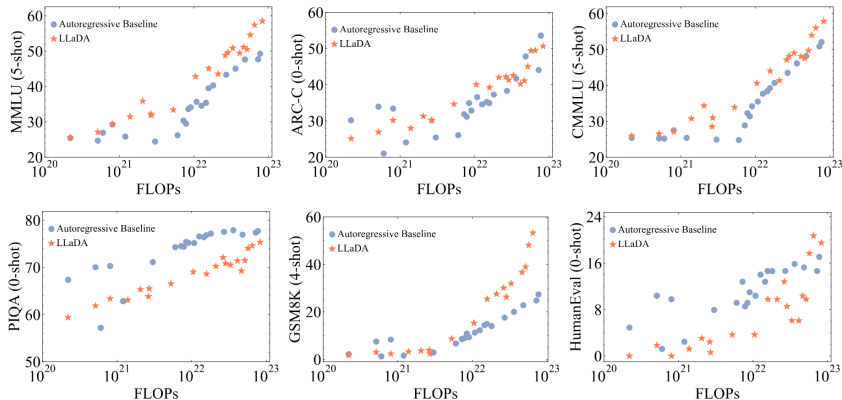 60
50
40
30
20
MMLU (5-shot)
Autoregressive Baseline
LLaDA
10^20
10^21
10^22
10^23
FLOPs
60
50
40
30
20
ARC-C (0-shot)
Autoregressive Baseline
LLaDA
10^20
10^21
10^22
10^23
FLOPs
60
50
40
30
20
CMMLU (5-shot)
Autoregressive Baseline
LLaDA
10^20
10^21
10^22
10^23
FLOPs
80
70
60
50
PIQA (0-shot)
Autoregressive Baseline
LLaDA
10^20
10^21
10^22
10^23
FLOPs
60
40
20
0
GSM8K (4-shot)
Autoregressive Baseline
LLaDA
10^20
10^21
10^22
10^23
FLOPs
24
16
8
0
HumanEval (0-shot)
Autoregressive Baseline
LLaDA
10^20
10^21
10^22
10^23
FLOPs